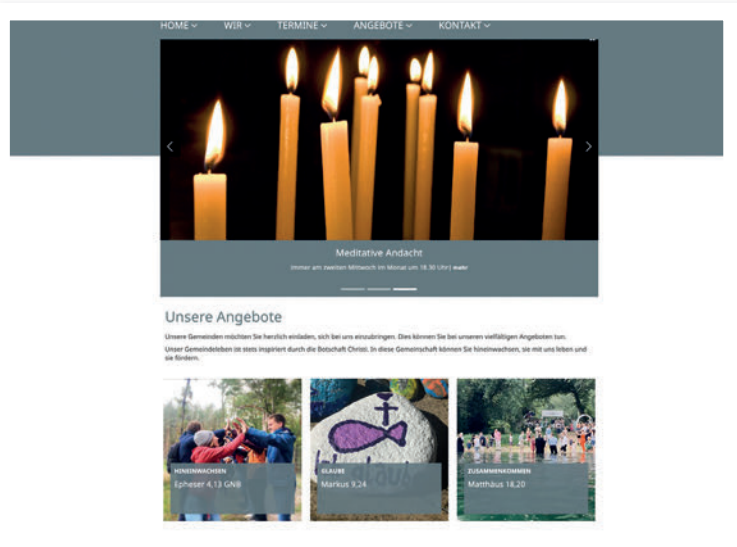 HOME
WIR
TERMINE
ANGEBOTE
KONTAKT
Meditative Andacht
Immer am zweiten Mittwoch im Monat um 18.30 Uhr) mehr
Unsere Angebote
Unsere Gemeinden möchten Sie herzlich einladen, sich bei uns einzubringen. Dies können Sie bei unseren vielfältigen Angeboten tun.
Unser Gemeindeleben ist stets inspiriert durch die Botschaft Christi. In diese Gemeinschaft können Sie hineinwachsen, sie mit uns leben und
sie fördern.
HINEINWACHSEN
Epheser 4,13 GNB
GLAUBE
Markus 9,24
ZUSAMMENKOMMEN
Matthäus 18,20